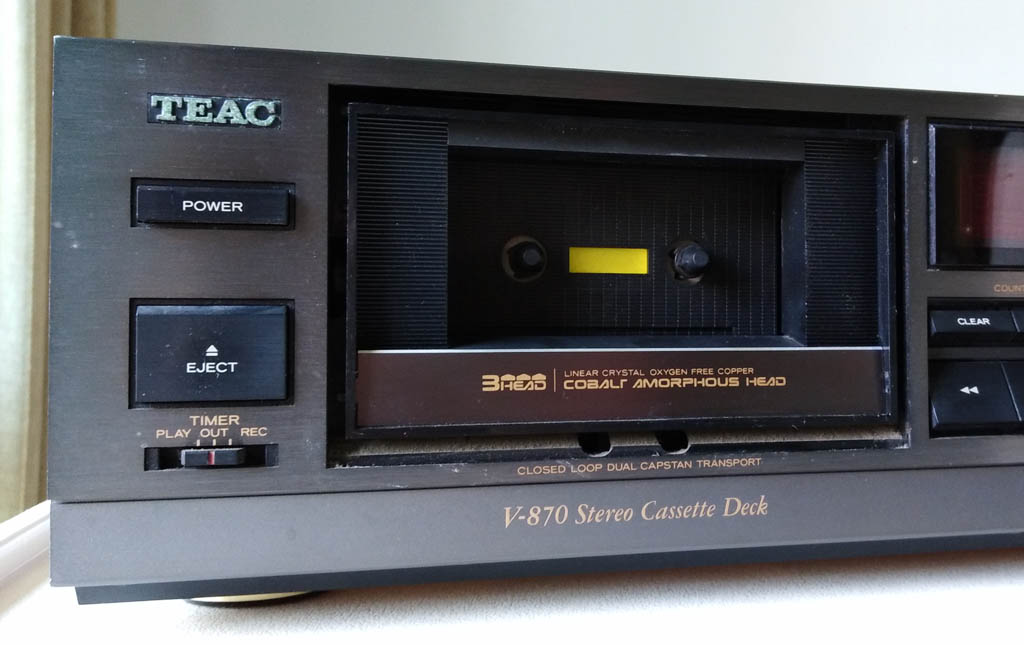 TEAC
POWER
EJECT
TIMER
PLAY OUT REC
3HEAD
LINEAR CRYSTAL OXYGEN FREE COPPER
COBALT AMORPHOUS HEAD
CLOSED LOOP DUAL CAPSTAN TRANSPORT
V-870 Stereo Cassette Deck
COUNT
CLEAR